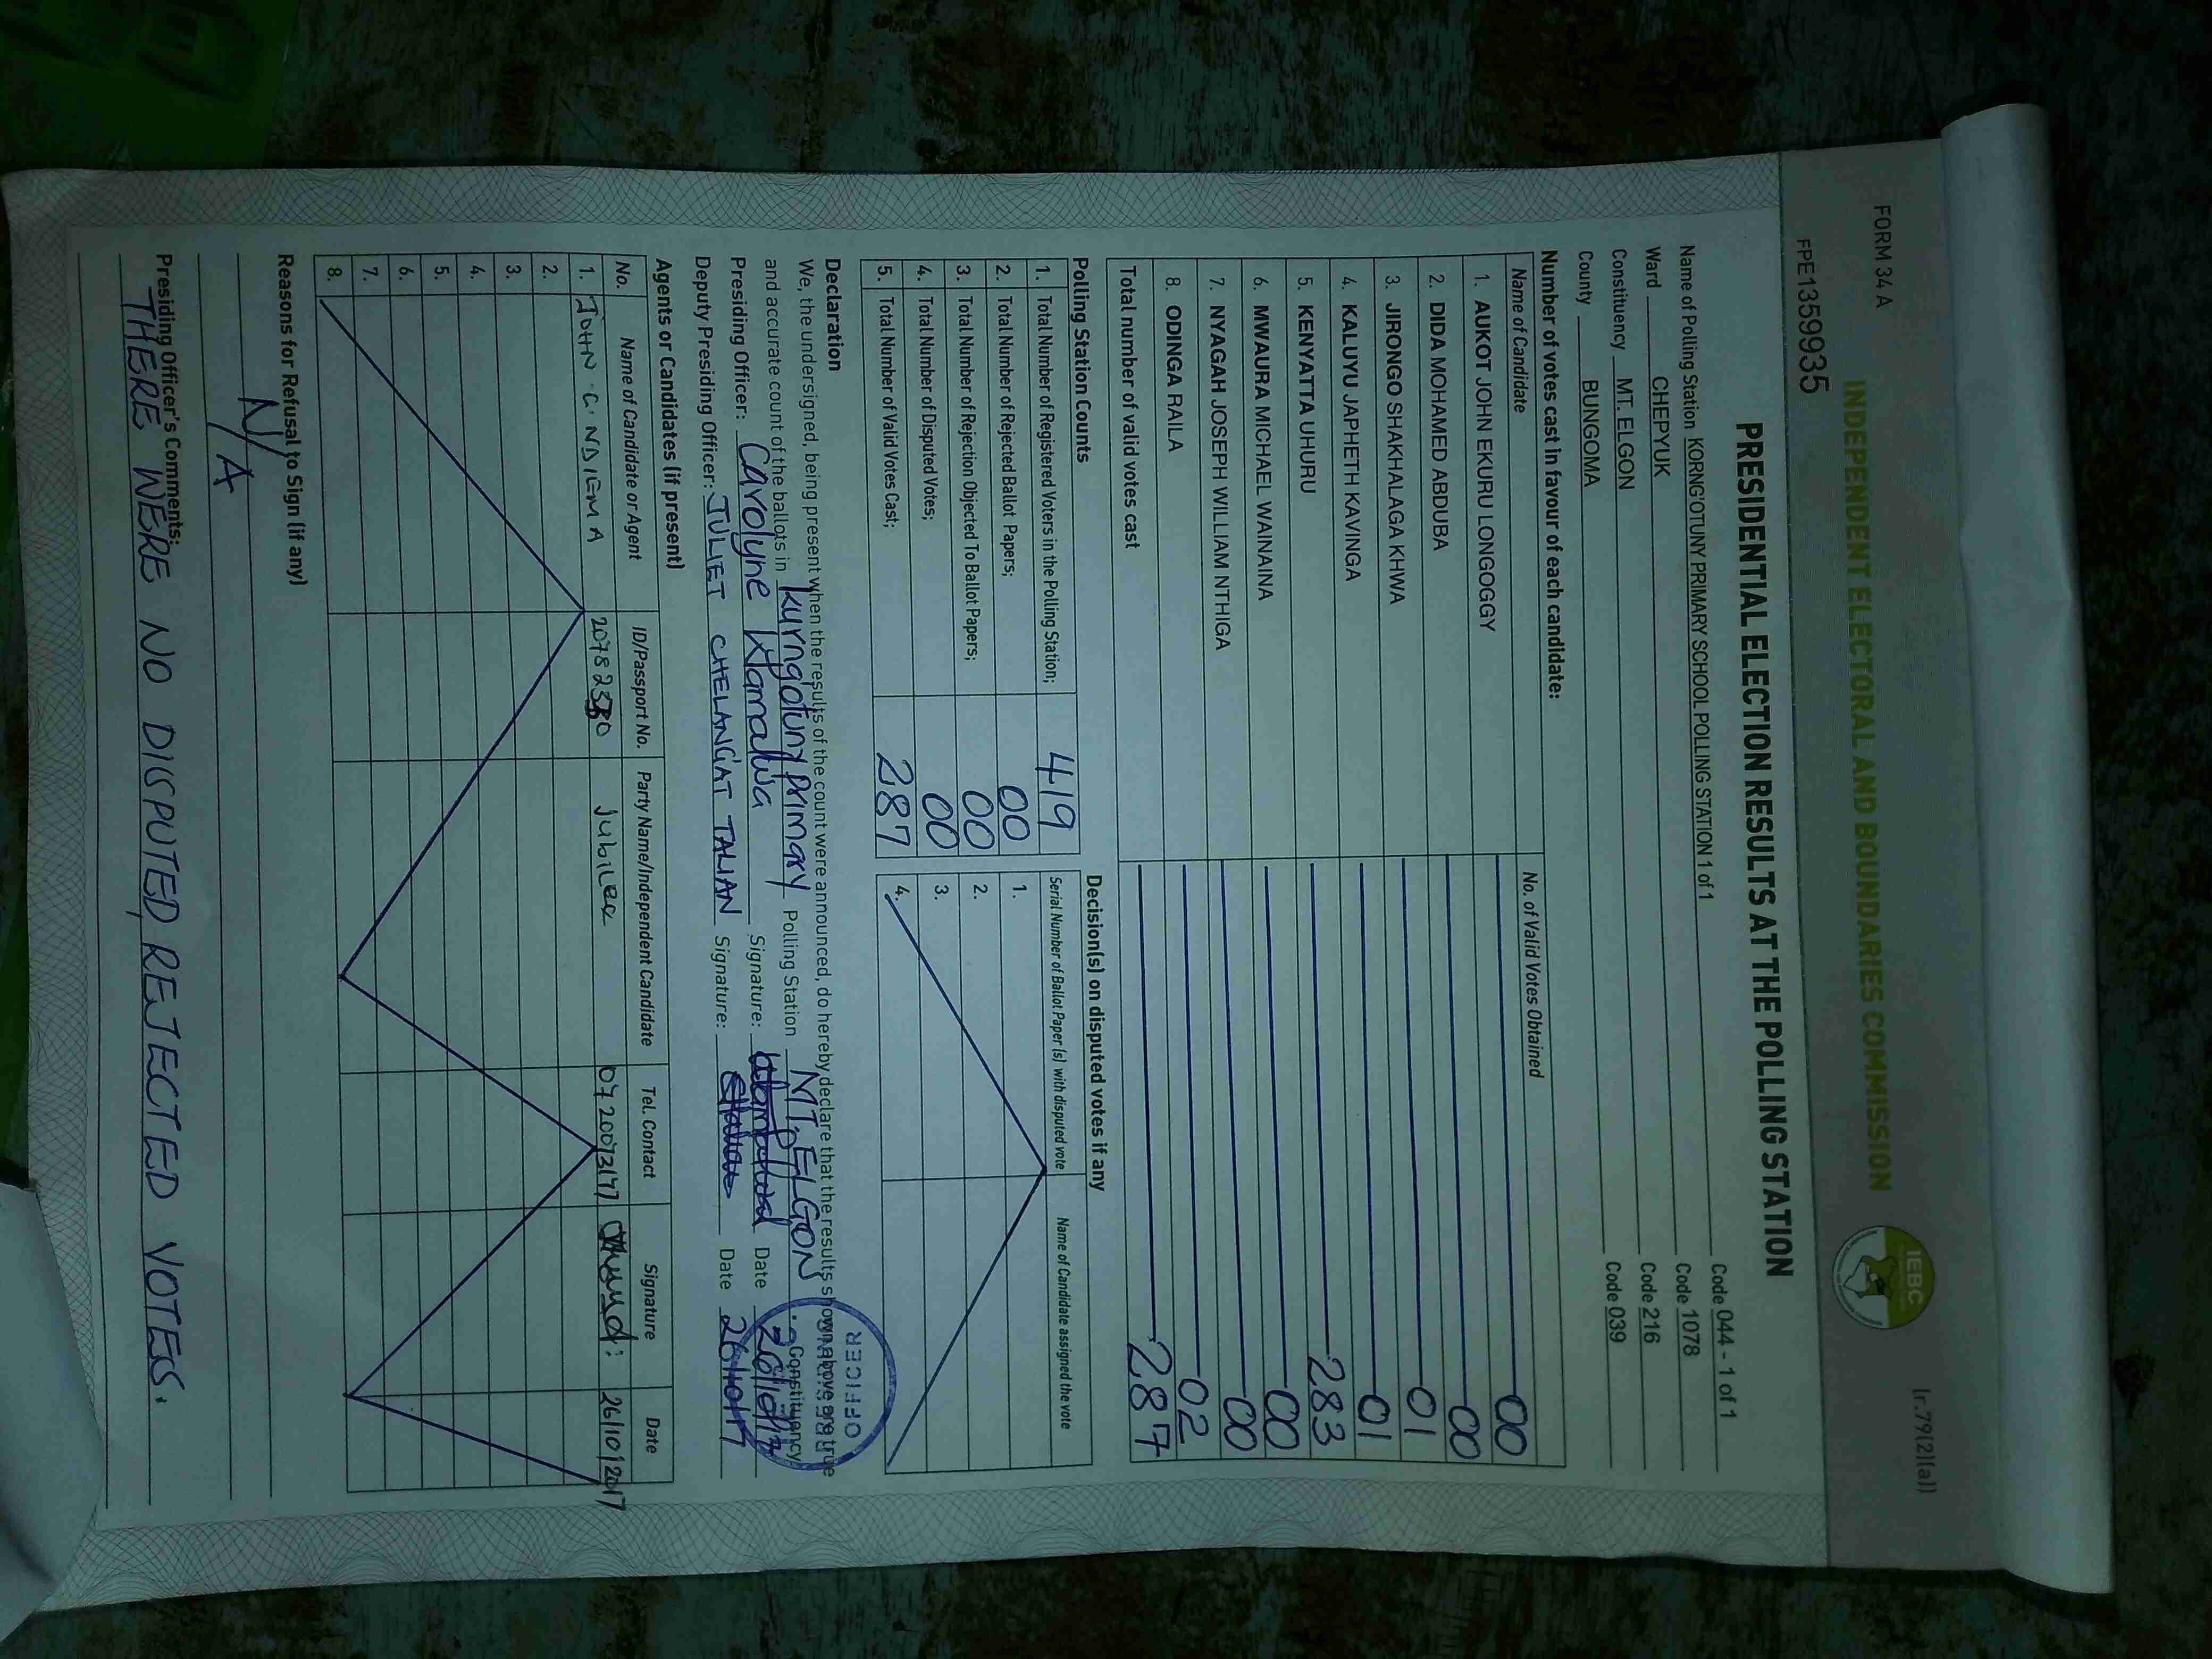 FORM 34 A
(r.79(2)(a))
INDEPENDENT ELECTORAL AND BOUNDARIES COMMISSION
IEBC
FPE1359935
PRESIDENTIAL ELECTION RESULTS AT THE POLLING STATION
Name of Polling Station KORNG'OTUNY PRIMARY SCHOOL POLLING STATION 1 of 1 Code 044 - 1 of 1
Ward CHEPYUK Code 1078
Constituency MT. ELGON Code 216
County BUNGOMA Code 039
Number of votes cast in favour of each candidate:
Name of Candidate No. of Valid Votes Obtained
1. AUKOT JOHN EKURU LONGOGGY 00
2. DIDA MOHAMED ABDUBA 00
3. JIRONGO SHAKHALAGA KHWA 01
4. KALUYU JAPHETH KAVINGA 01
5. KENYATTA UHURU 283
6. MWAURA MICHAEL WAINAINA 00
7. NYAGAH JOSEPH WILLIAM NTHIGA 00
8. ODINGA RAILA 02
Total number of valid votes cast 287
Polling Station Counts
1. Total Number of Registered Voters in the Polling Station; 419
2. Total Number of Rejected Ballot Papers; 00
3. Total Number of Rejection Objected To Ballot Papers; 00
4. Total Number of Disputed Votes; 00
5. Total Number of Valid Votes Cast; 287
Decision(s) on disputed votes if any
Serial Number of Ballot Paper (s) with disputed vote Name of Candidate assigned the vote
1.
2.
3.
4.
Declaration
We, the undersigned, being present when the results of the count were announced, do hereby declare that the results shown above are true
and accurate count of the ballots in Kurngotuny primary Polling Station MT. ELGON Constituency.
Presiding Officer: Carolyne Signature: Date 26/10/17
Deputy Presiding Officer: JULIET CHELANGAT TALIAN Signature: Date 26/10/17
OFFICER
Agents or Candidates (if present)
No. Name of Candidate or Agent ID/Passport No. Party Name/Independent Candidate Tel. Contact Signature Date
1. JOHN C. NDIEMA Jubilee 26/10/2017
2.
3.
4.
5.
6.
7.
8.
Reasons for Refusal to Sign (if any)
N/A
Presiding Officer's Comments:
THERE WERE NO DISPUTED, REJECTED VOTES.